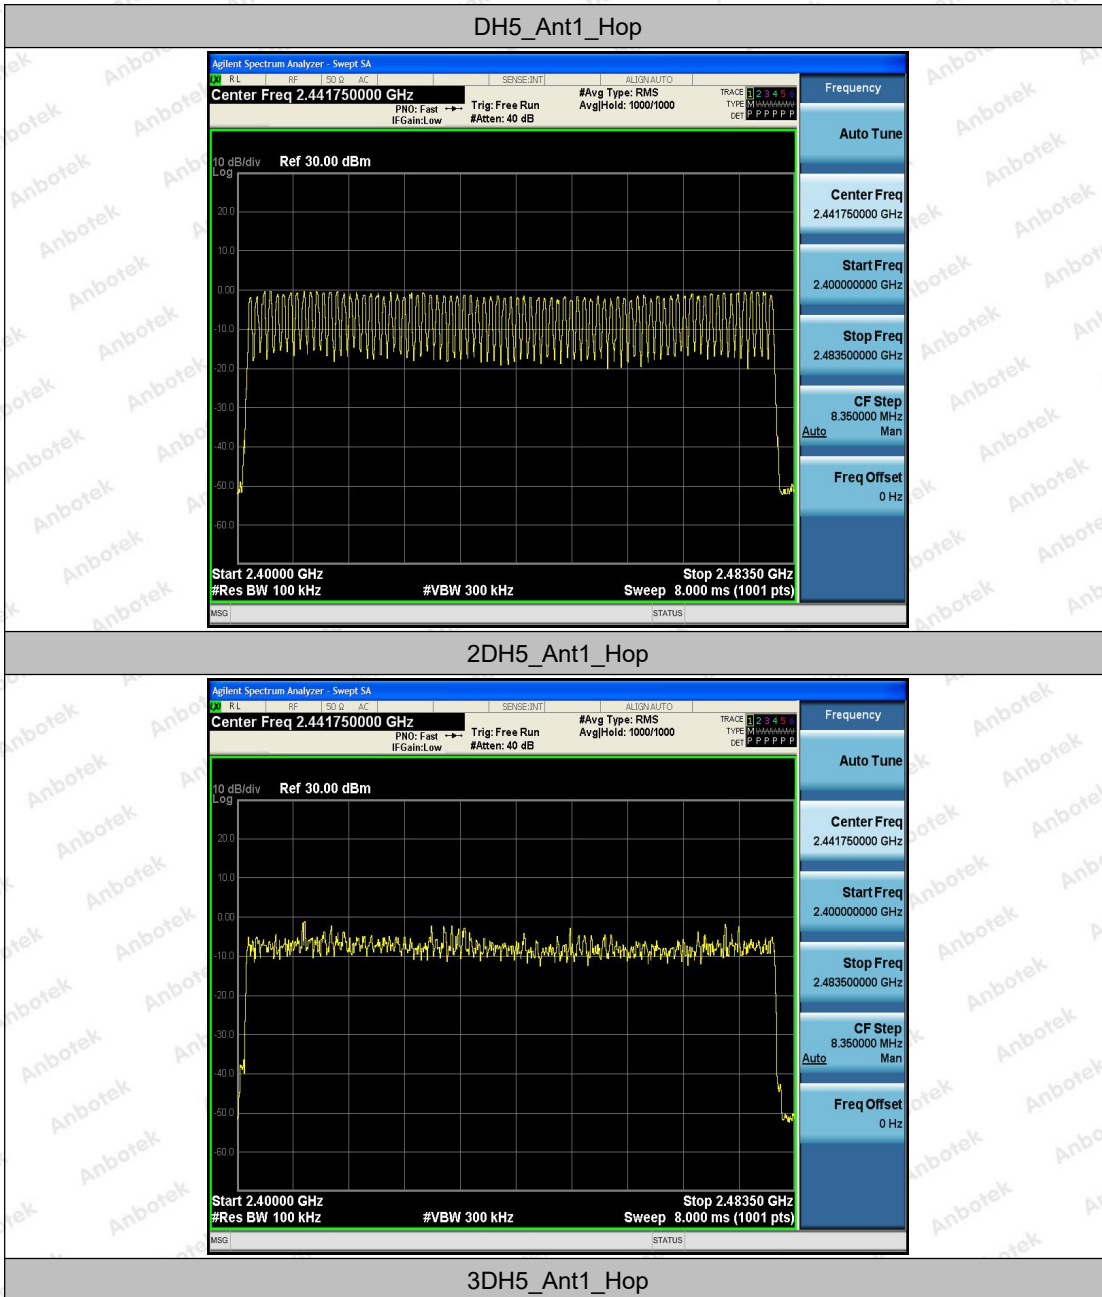 DH5_Ant1_Hop
Agilent Spectrum Analyzer - Swept SA
LXI RL RF 50 Ω AC SENSE:INT ALIGNAUTO
Center Freq 2.441750000 GHz
PNO: Fast
IFGain:Low
Trig: Free Run
#Atten: 40 dB
#Avg Type: RMS
Avg|Hold: 1000/1000
TRACE 1 2 3 4 5 6
TYPE M
DET P P P P P P
Frequency
Auto Tune
Center Freq
2.441750000 GHz
Start Freq
2.400000000 GHz
Stop Freq
2.483500000 GHz
CF Step
8.350000 MHz
Auto Man
Freq Offset
0 Hz
10 dB/div Ref 30.00 dBm
Log
20.0
10.0
0.00
-10.0
-20.0
-30.0
-40.0
-50.0
-60.0
Start 2.40000 GHz Stop 2.48350 GHz
#Res BW 100 kHz #VBW 300 kHz Sweep 8.000 ms (1001 pts)
MSG STATUS
2DH5_Ant1_Hop
Agilent Spectrum Analyzer - Swept SA
LXI RL RF 50 Ω AC SENSE:INT ALIGNAUTO
Center Freq 2.441750000 GHz
PNO: Fast
IFGain:Low
Trig: Free Run
#Atten: 40 dB
#Avg Type: RMS
Avg|Hold: 1000/1000
TRACE 1 2 3 4 5 6
TYPE M
DET P P P P P P
Frequency
Auto Tune
Center Freq
2.441750000 GHz
Start Freq
2.400000000 GHz
Stop Freq
2.483500000 GHz
CF Step
8.350000 MHz
Auto Man
Freq Offset
0 Hz
10 dB/div Ref 30.00 dBm
Log
20.0
10.0
0.00
-10.0
-20.0
-30.0
-40.0
-50.0
-60.0
Start 2.40000 GHz Stop 2.48350 GHz
#Res BW 100 kHz #VBW 300 kHz Sweep 8.000 ms (1001 pts)
MSG STATUS
3DH5_Ant1_Hop
Anbotek